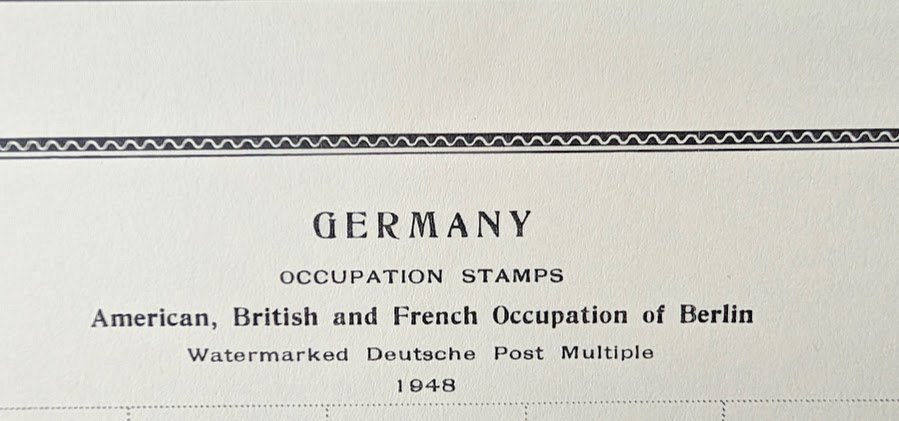 GERMANY
OCCUPATION STAMPS
American, British and French Occupation of Berlin
Watermarked Deutsche Post Multiple
1948